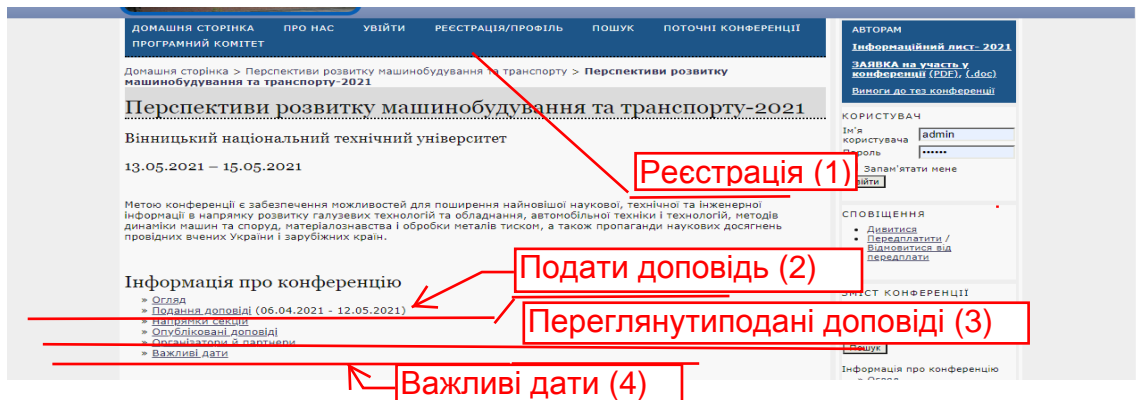 ДОМАШНЯ СТОРІНКА ПРО НАС УВІЙТИ РЕЄСТРАЦІЯ/ПРОФІЛЬ ПОШУК ПОТОЧНІ КОНФЕРЕНЦІЇ
ПРОГРАМНИЙ КОМІТЕТ
Домашня сторінка > Перспективи розвитку машинобудування та транспорту > Перспективи розвитку
машинобудування та транспорту-2021
Перспективи розвитку машинобудування та транспорту-2021
Вінницький національний технічний університет
13.05.2021 – 15.05.2021
Реєстрація (1)
Метою конференції є забезпечення можливостей для поширення найновішої наукової, технічної та інженерної
інформації в напрямку розвитку галузевих технологій та обладнання, автомобільної техніки і технологій, методів
динаміки машин та споруд, матеріалознавства і обробки металів тиском, а також пропаганди наукових досягнень
провідних вчених України і зарубіжних країн.
Подати доповідь (2)
Інформація про конференцію
» Огляд
» Подання доповіді (06.04.2021 - 12.05.2021)
» Напрямки секцій
» Опубліковані доповіді
» Організатори й партнери
» Важливі дати
Переглянутиподані доповіді (3)
Важливі дати (4)
АВТОРАМ
Інформаційний лист- 2021
ЗАЯВКА на участь у
конференції (PDF), (.doc)
Вимоги до тез конференції
КОРИСТУВАЧ
Ім'я
користувача admin
Пароль ••••••
Запам'ятати мене
СПОВІЩЕННЯ
• Дивитися
• Передплатити /
Відмовитися від
передплати
ЗМІСТ КОНФЕРЕНЦІЇ
Пошук
Інформація про конференцію
» Огляд